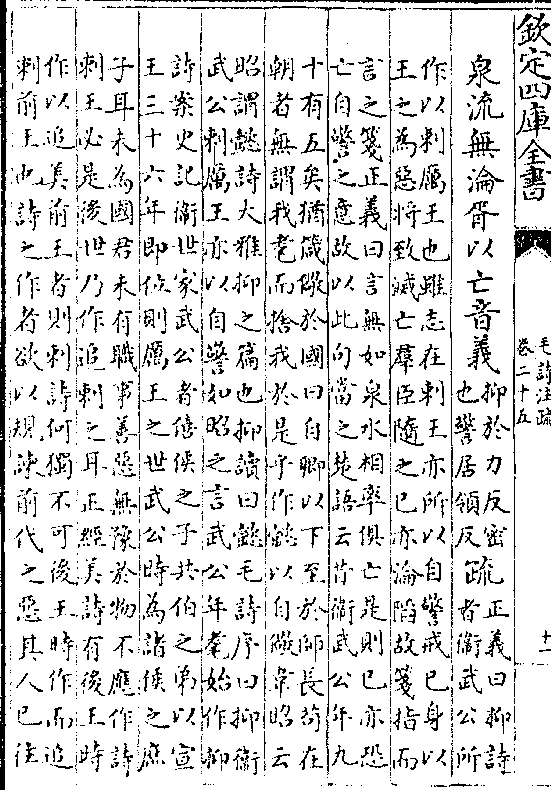 欽定四庫全書
毛詩注疏
卷二十五
十一
泉流無淪胥以亡音義
抑於力反密
也警居領反
疏
正義曰抑詩
者衛武公所
作以刺厲王也雖志在刺王亦所以自警戒已身以
王之為惡將致滅亡羣臣隨之已亦淪陷故箋指而
言之箋正義曰言無如泉水相率俱亡是則已亦恐
亡自警之意故以此句當之楚語云昔衛武公年九
十有五矣猶箴儆於國曰自卿以下至於師長苟在
朝者無謂我耄而捨我於是乎作懿以自儆韋昭云
昭謂懿詩大雅抑之篇也抑讀曰懿毛詩序曰抑衛
武公刺厲王亦以自警如昭之言武公年耄始作抑
詩案史記衛世家武公者僖侯之子共伯之弟以宣
王三十六年即位則厲王之世武公時為諸侯之庶
子耳未為國君未有職事善惡無豫於物不應作詩
刺王必是後世乃作追刺之耳正經美詩有後王時
作以追美前王者則刺詩何獨不可後王時作而追
刺前王也詩之作者欲以規諫前代之惡其人已往